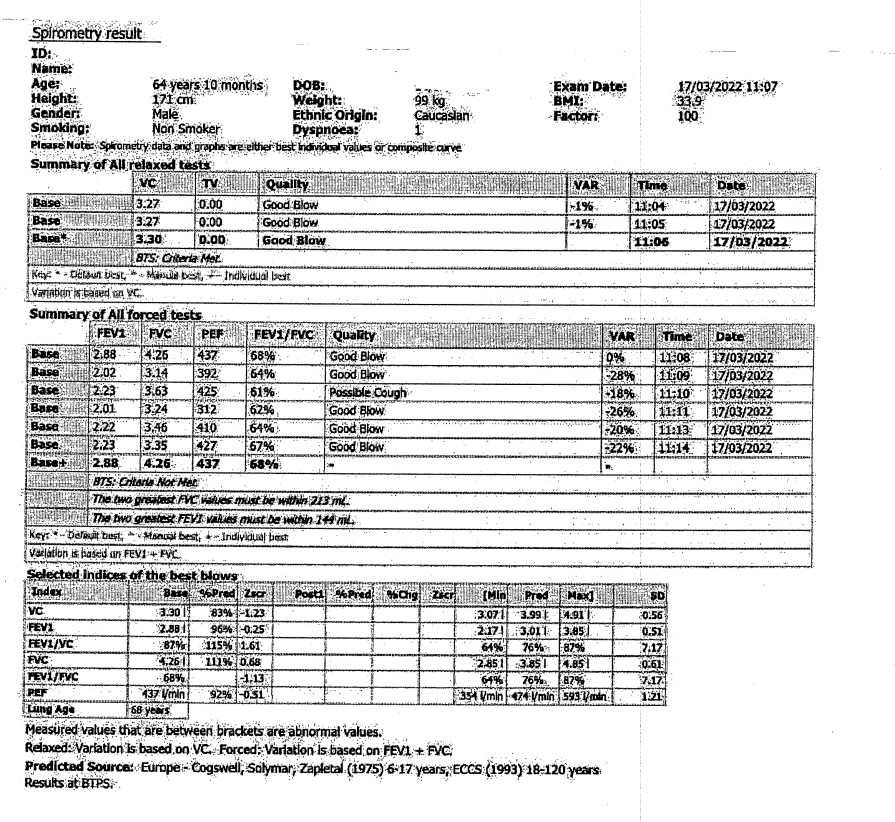 Spirometry result
ID:
Name:
Age: 64 years 10 months DOB: Exam Date: 17/03/2022 11:07
Height: 171 cm Weight: 99 kg BMI: 33.9
Gender: Male Ethnic Origin: Caucasian Factor: 100
Smoking: Non Smoker Dyspnoea: 1
Please Note: Spirometry data and graphs are either best individual values or composite curve
Summary of All relaxed tests
VC TV Quality VAR Time Date
Base 3.27 0.00 Good Blow -1% 11:04 17/03/2022
Base 3.27 0.00 Good Blow -1% 11:05 17/03/2022
Base* 3.30 0.00 Good Blow 11:06 17/03/2022
BTS: Criteria Met.
Key: * - Default best, ^ - Manual best, + - Individual best
Variation is based on VC.
Summary of All forced tests
FEV1 FVC PEF FEV1/FVC Quality VAR Time Date
Base 2.88 4.26 437 68% Good Blow 0% 11:08 17/03/2022
Base 2.02 3.14 392 64% Good Blow -28% 11:09 17/03/2022
Base 2.23 3.63 425 61% Possible Cough -18% 11:10 17/03/2022
Base 2.01 3.24 312 62% Good Blow -26% 11:11 17/03/2022
Base 2.22 3.46 410 64% Good Blow -20% 11:13 17/03/2022
Base 2.23 3.35 427 67% Good Blow -22% 11:14 17/03/2022
Base+ 2.88 4.26 437 68% - -
BTS: Criteria Not Met.
The two greatest FVC values must be within 213 mL.
The two greatest FEV1 values must be within 144 mL.
Key: * - Default best, ^ - Manual best, + - Individual best
Variation is based on FEV1 + FVC.
Selected indices of the best blows
Index Base %Pred Zscr Post1 %Pred %Chg Zscr [Min Pred Max] SD
VC 3.30 l 83% -1.23 3.07 l 3.99 l 4.91 l 0.56
FEV1 2.88 l 96% -0.25 2.17 l 3.01 l 3.85 l 0.51
FEV1/VC 87% 115% 1.61 64% 76% 87% 7.17
FVC 4.26 l 111% 0.68 2.85 l 3.85 l 4.85 l 0.61
FEV1/FVC 68% -1.13 64% 76% 87% 7.17
PEF 437 l/min 92% -0.51 354 l/min 474 l/min 593 l/min 1.21
Lung Age 68 years
Measured values that are between brackets are abnormal values.
Relaxed: Variation is based on VC. Forced: Variation is based on FEV1 + FVC.
Predicted Source: Europe - Cogswell, Solymar, Zapletal (1975) 6-17 years, ECCS (1993) 18-120 years
Results at BTPS.